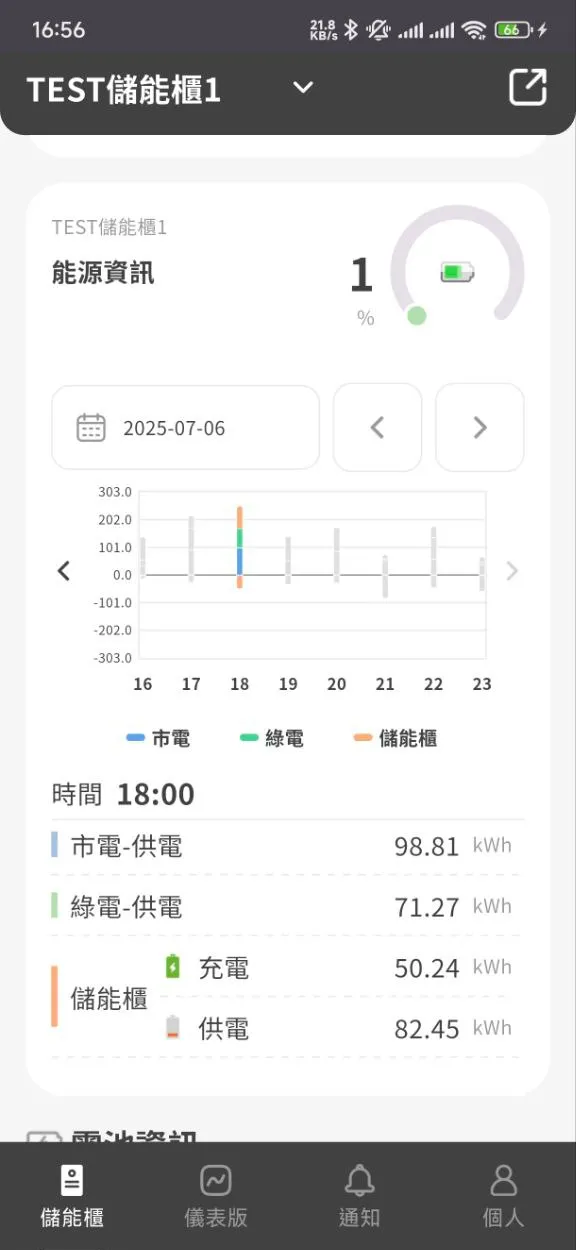 16:56
21.8 KB/s
66
TEST儲能櫃1
TEST儲能櫃1
能源資訊
1
%
2025-07-06
303.0
202.0
101.0
0.0
-101.0
-202.0
-303.0
16 17 18 19 20 21 22 23
市電 綠電 儲能櫃
時間 18:00
市電-供電 98.81 kWh
綠電-供電 71.27 kWh
儲能櫃
充電 50.24 kWh
供電 82.45 kWh
電池資訊
儲能櫃 儀表版 通知 個人